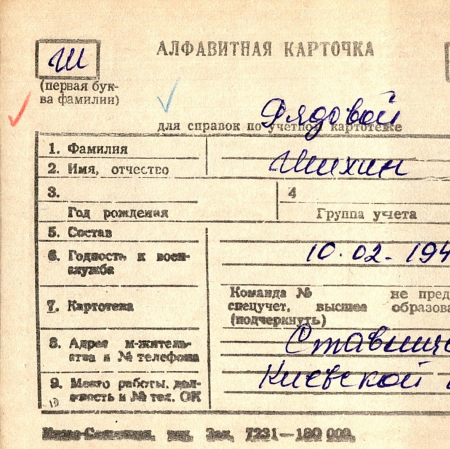 Ш
АЛФАВИТНАЯ КАРТОЧКА
(первая бук-
ва фамилии)
Рядовой
для справок по учетной картотеке
1. Фамилия
Шихин
2. Имя, отчество
3.
4
Год рождения
Группа учета
5. Состав
6. Годность к воен-
службе
10.02.194
7. Картотека
Команда № не пред
спецучет, высшее образова
(подчеркнуть)
8. Адрес м-житель-
ства и № телефона
Ставище
9. Место работы, дол-
жность и № тел. ОК
Киевской
тип. Зак. 7231—180 000.